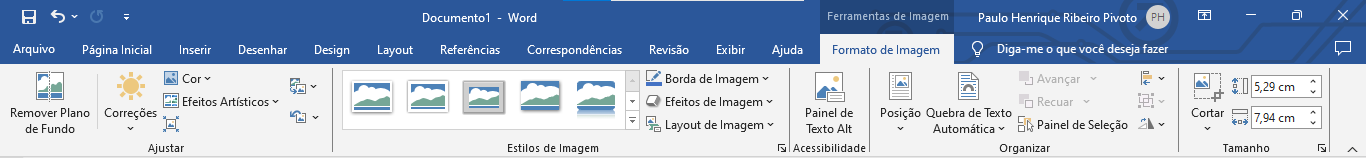 Documento1 - Word
Ferramentas de Imagem
Paulo Henrique Ribeiro Pivoto
PH
Arquivo
Página Inicial
Inserir
Desenhar
Design
Layout
Referências
Correspondências
Revisão
Exibir
Ajuda
Formato de Imagem
Diga-me o que você deseja fazer
Remover Plano
de Fundo
Correções
Cor
Efeitos Artísticos
Ajustar
Estilos de Imagem
Borda de Imagem
Efeitos de Imagem
Layout de Imagem
Painel de
Texto Alt
Acessibilidade
Posição
Quebra de Texto
Automática
Avançar
Recuar
Painel de Seleção
Organizar
Cortar
5,29 cm
7,94 cm
Tamanho